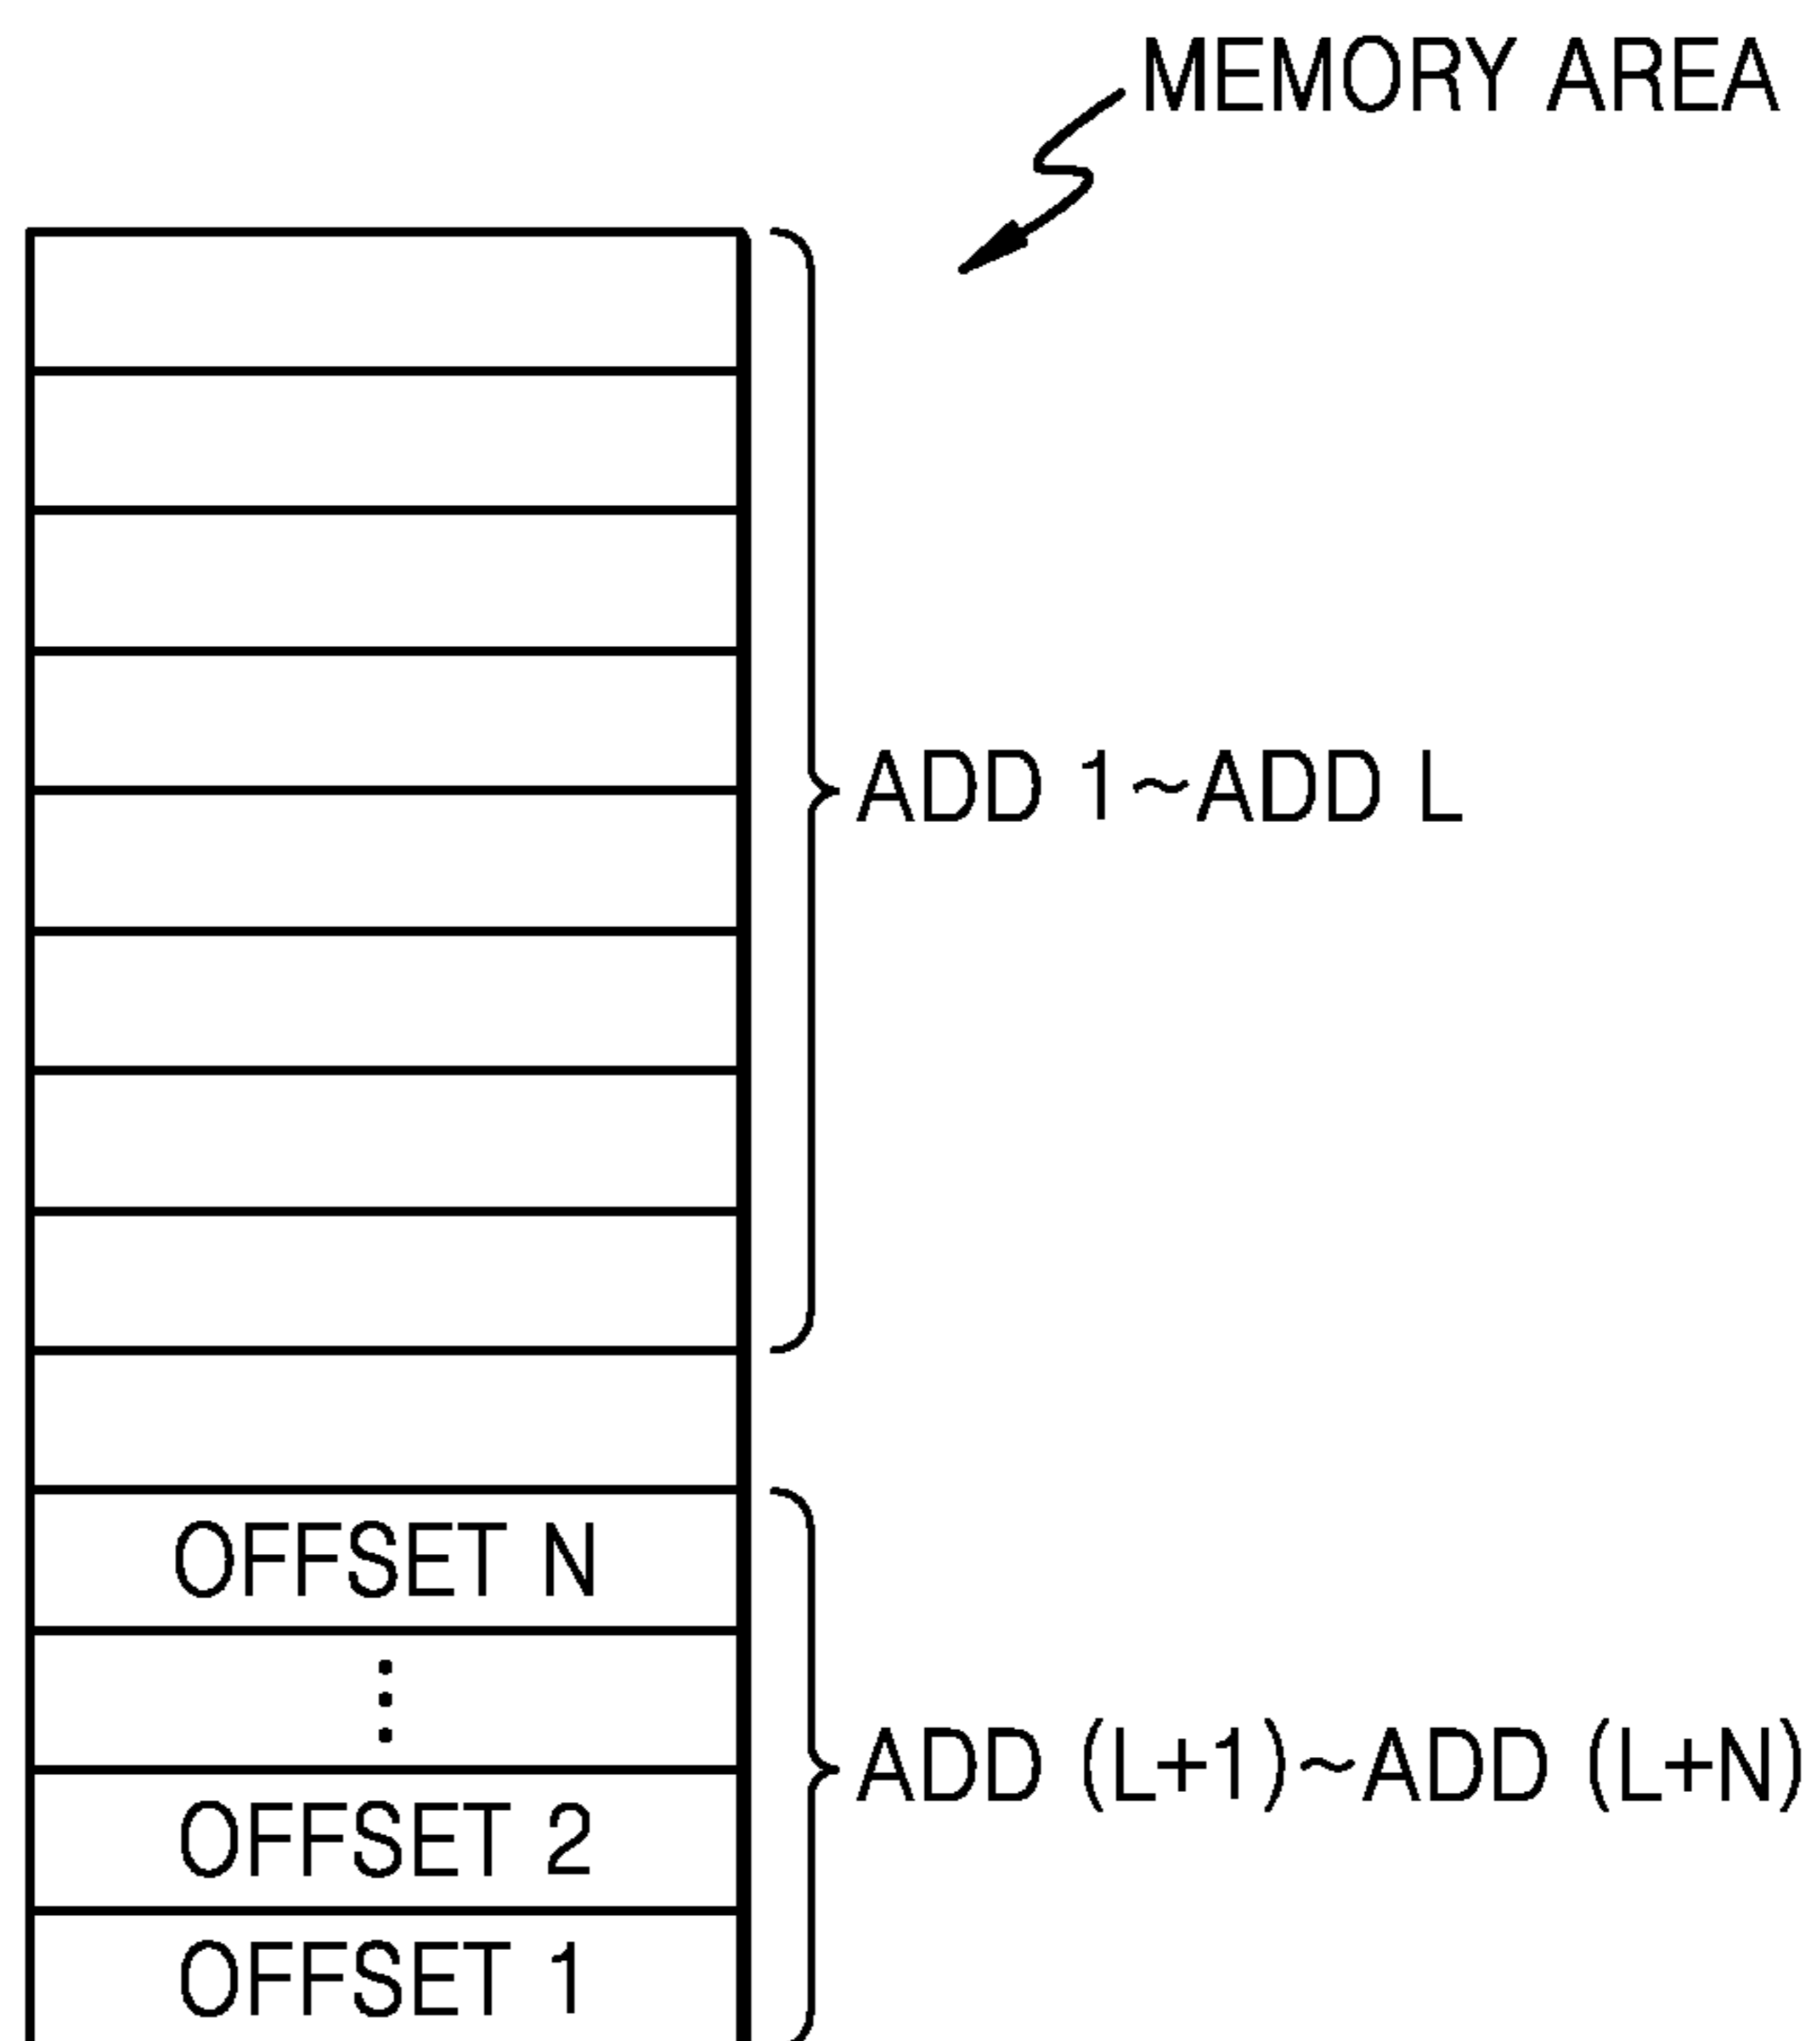 MEMORY AREA
ADD 1~ADD L
OFFSET N
⋮
ADD (L+1)~ADD (L+N)
OFFSET 2
OFFSET 1